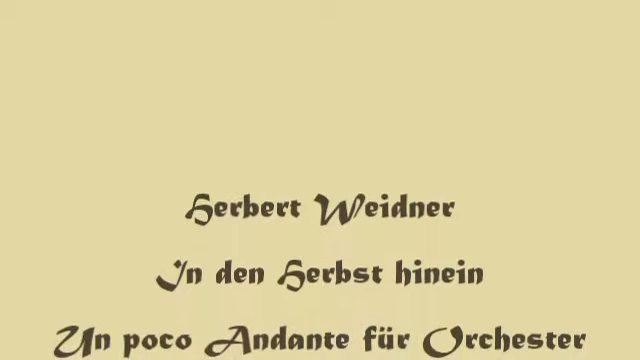 Herbert Weidner
In den Herbst hinein
Un poco Andante für Orchester